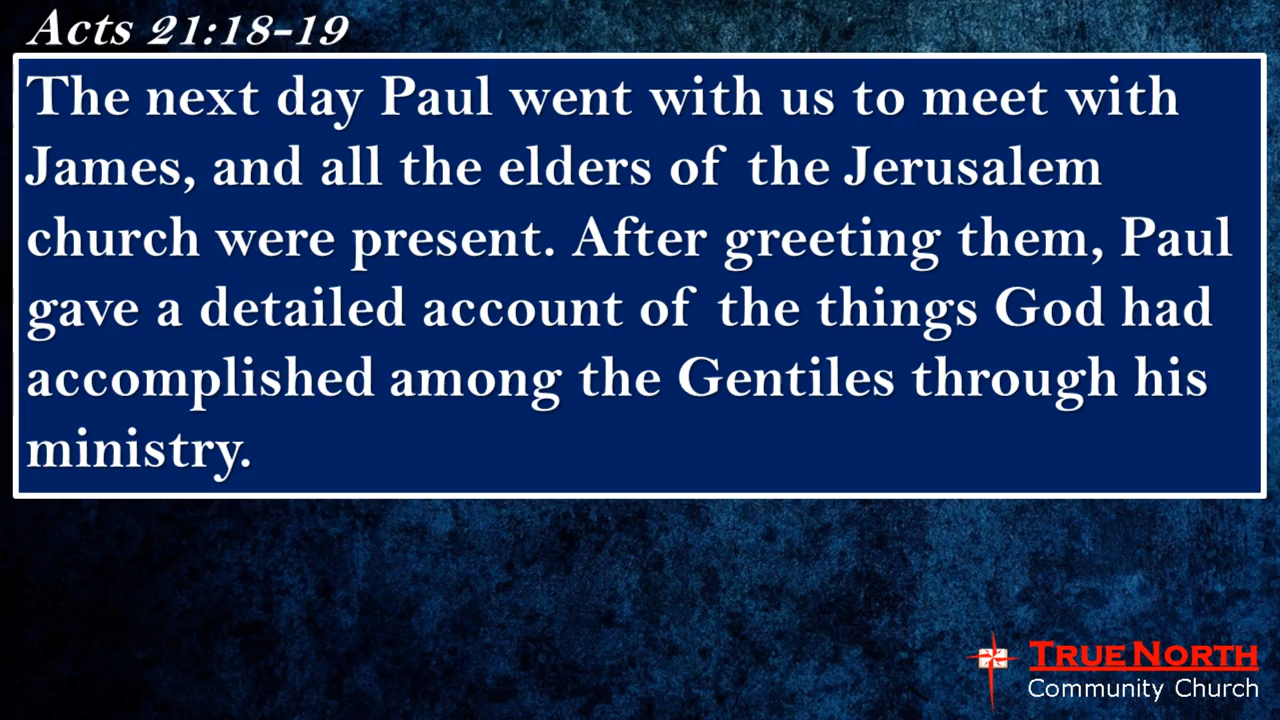 Acts 21:18-19
The next day Paul went with us to meet with
James, and all the elders of the Jerusalem
church were present. After greeting them, Paul
gave a detailed account of the things God had
accomplished among the Gentiles through his
ministry.
TRUE NORTH
Community Church